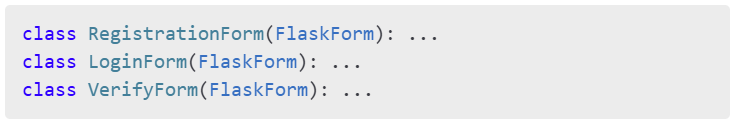 class RegistrationForm(FlaskForm): ...
class LoginForm(FlaskForm): ...
class VerifyForm(FlaskForm): ...